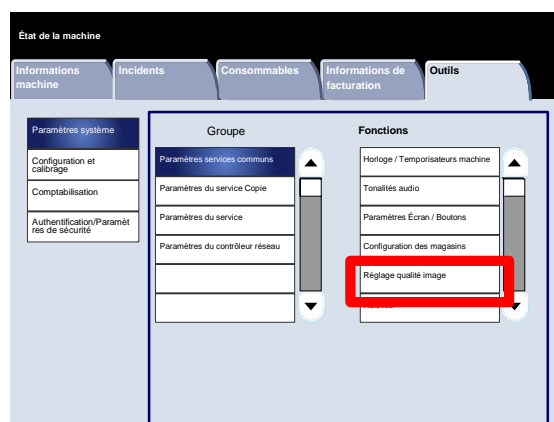 État de la machine
Informations
machine
Incidents
Consommables
Informations de
facturation
Outils
Paramètres système
Configuration et
calibrage
Comptabilisation
Authentification/Paramèt
res de sécurité
Groupe
Paramètres services communs
Paramètres du service Copie
Paramètres du service
Paramètres du contrôleur réseau
Fonctions
Horloge / Temporisateurs machine
Tonalités audio
Paramètres Écran / Boutons
Configuration des magasins
Réglage qualité image